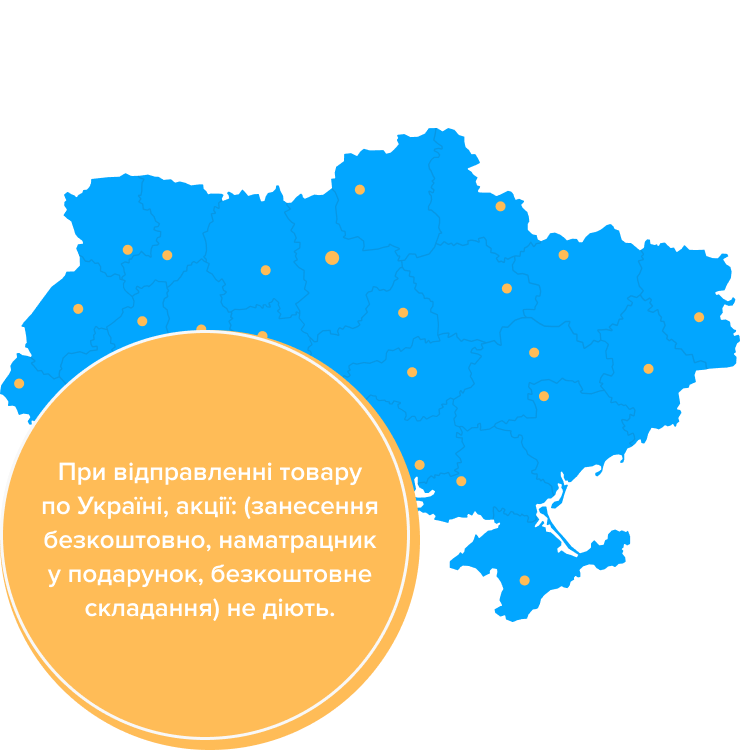 При відправленні товару
по Україні, акції: (занесення
безкоштовно, наматрацник
у подарунок, безкоштовне
складання) не діють.